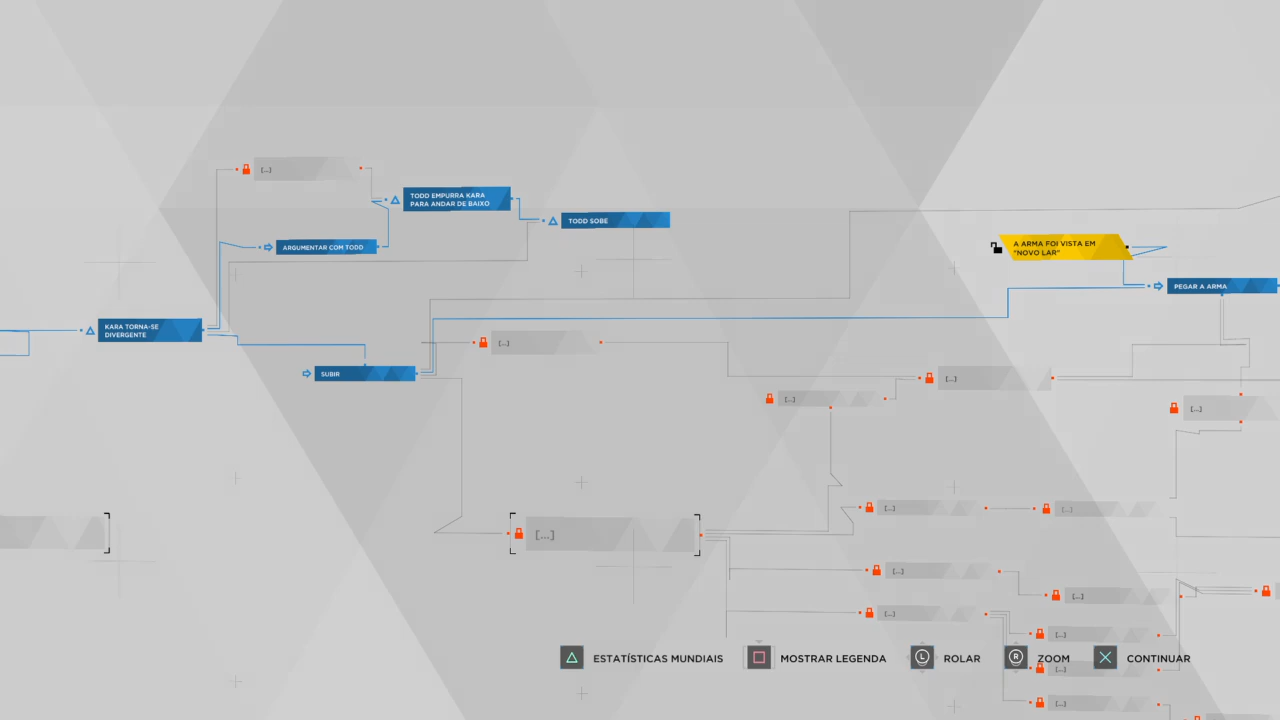 [...]
TODD EMPURRA KARA
PARA ANDAR DE BAIXO
TODD SOBE
ARGUMENTAR COM TODD
A ARMA FOI VISTA EM
"NOVO LAR"
PEGAR A ARMA
KARA TORNA-SE
DIVERGENTE
[...]
SUBIR
[...]
[...]
[...]
[...]
[...]
[...]
[...]
[...]
[...]
[...]
ESTATÍSTICAS MUNDIAIS
MOSTRAR LEGENDA
L
ROLAR
R
ZOOM
CONTINUAR
[...]
[...]